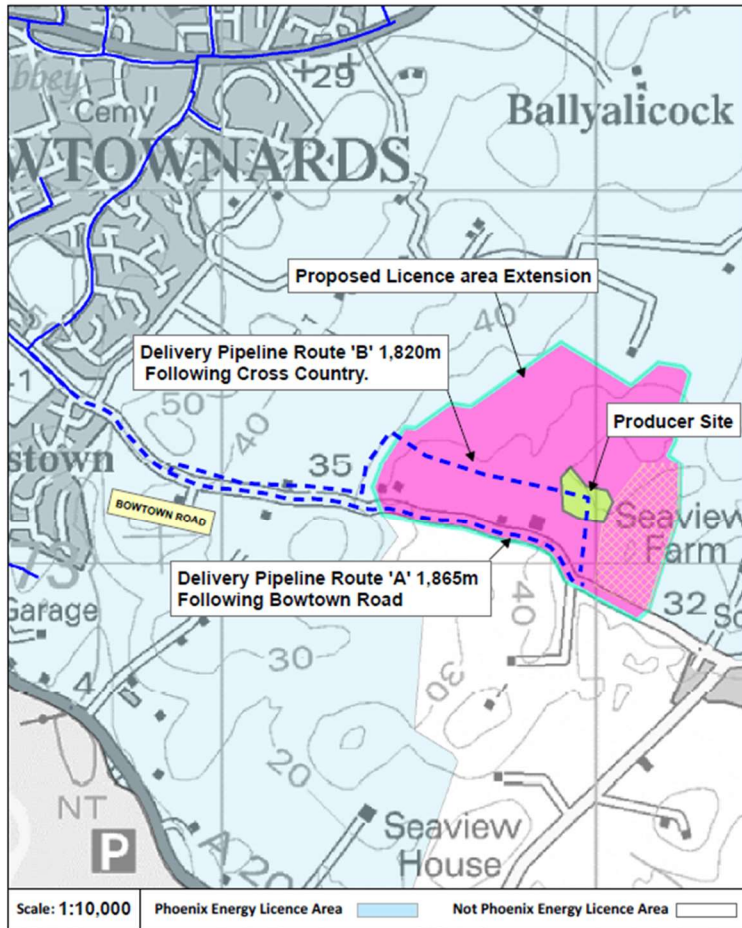 29
Cemy
Ballyalicock
WTOWNARDS
Proposed Licence area Extension
40
Delivery Pipeline Route 'B' 1,820m
Following Cross Country.
41
50
40
Producer Site
stown
35
BOWTOWN ROAD
Seaview
Farm
73
Delivery Pipeline Route 'A' 1,865m
Following Bowtown Road
Garage
40
32
Sc
30
30
4
20
NT
P
A 20
Seaview
House
Scale: 1:10,000
Phoenix Energy Licence Area
Not Phoenix Energy Licence Area